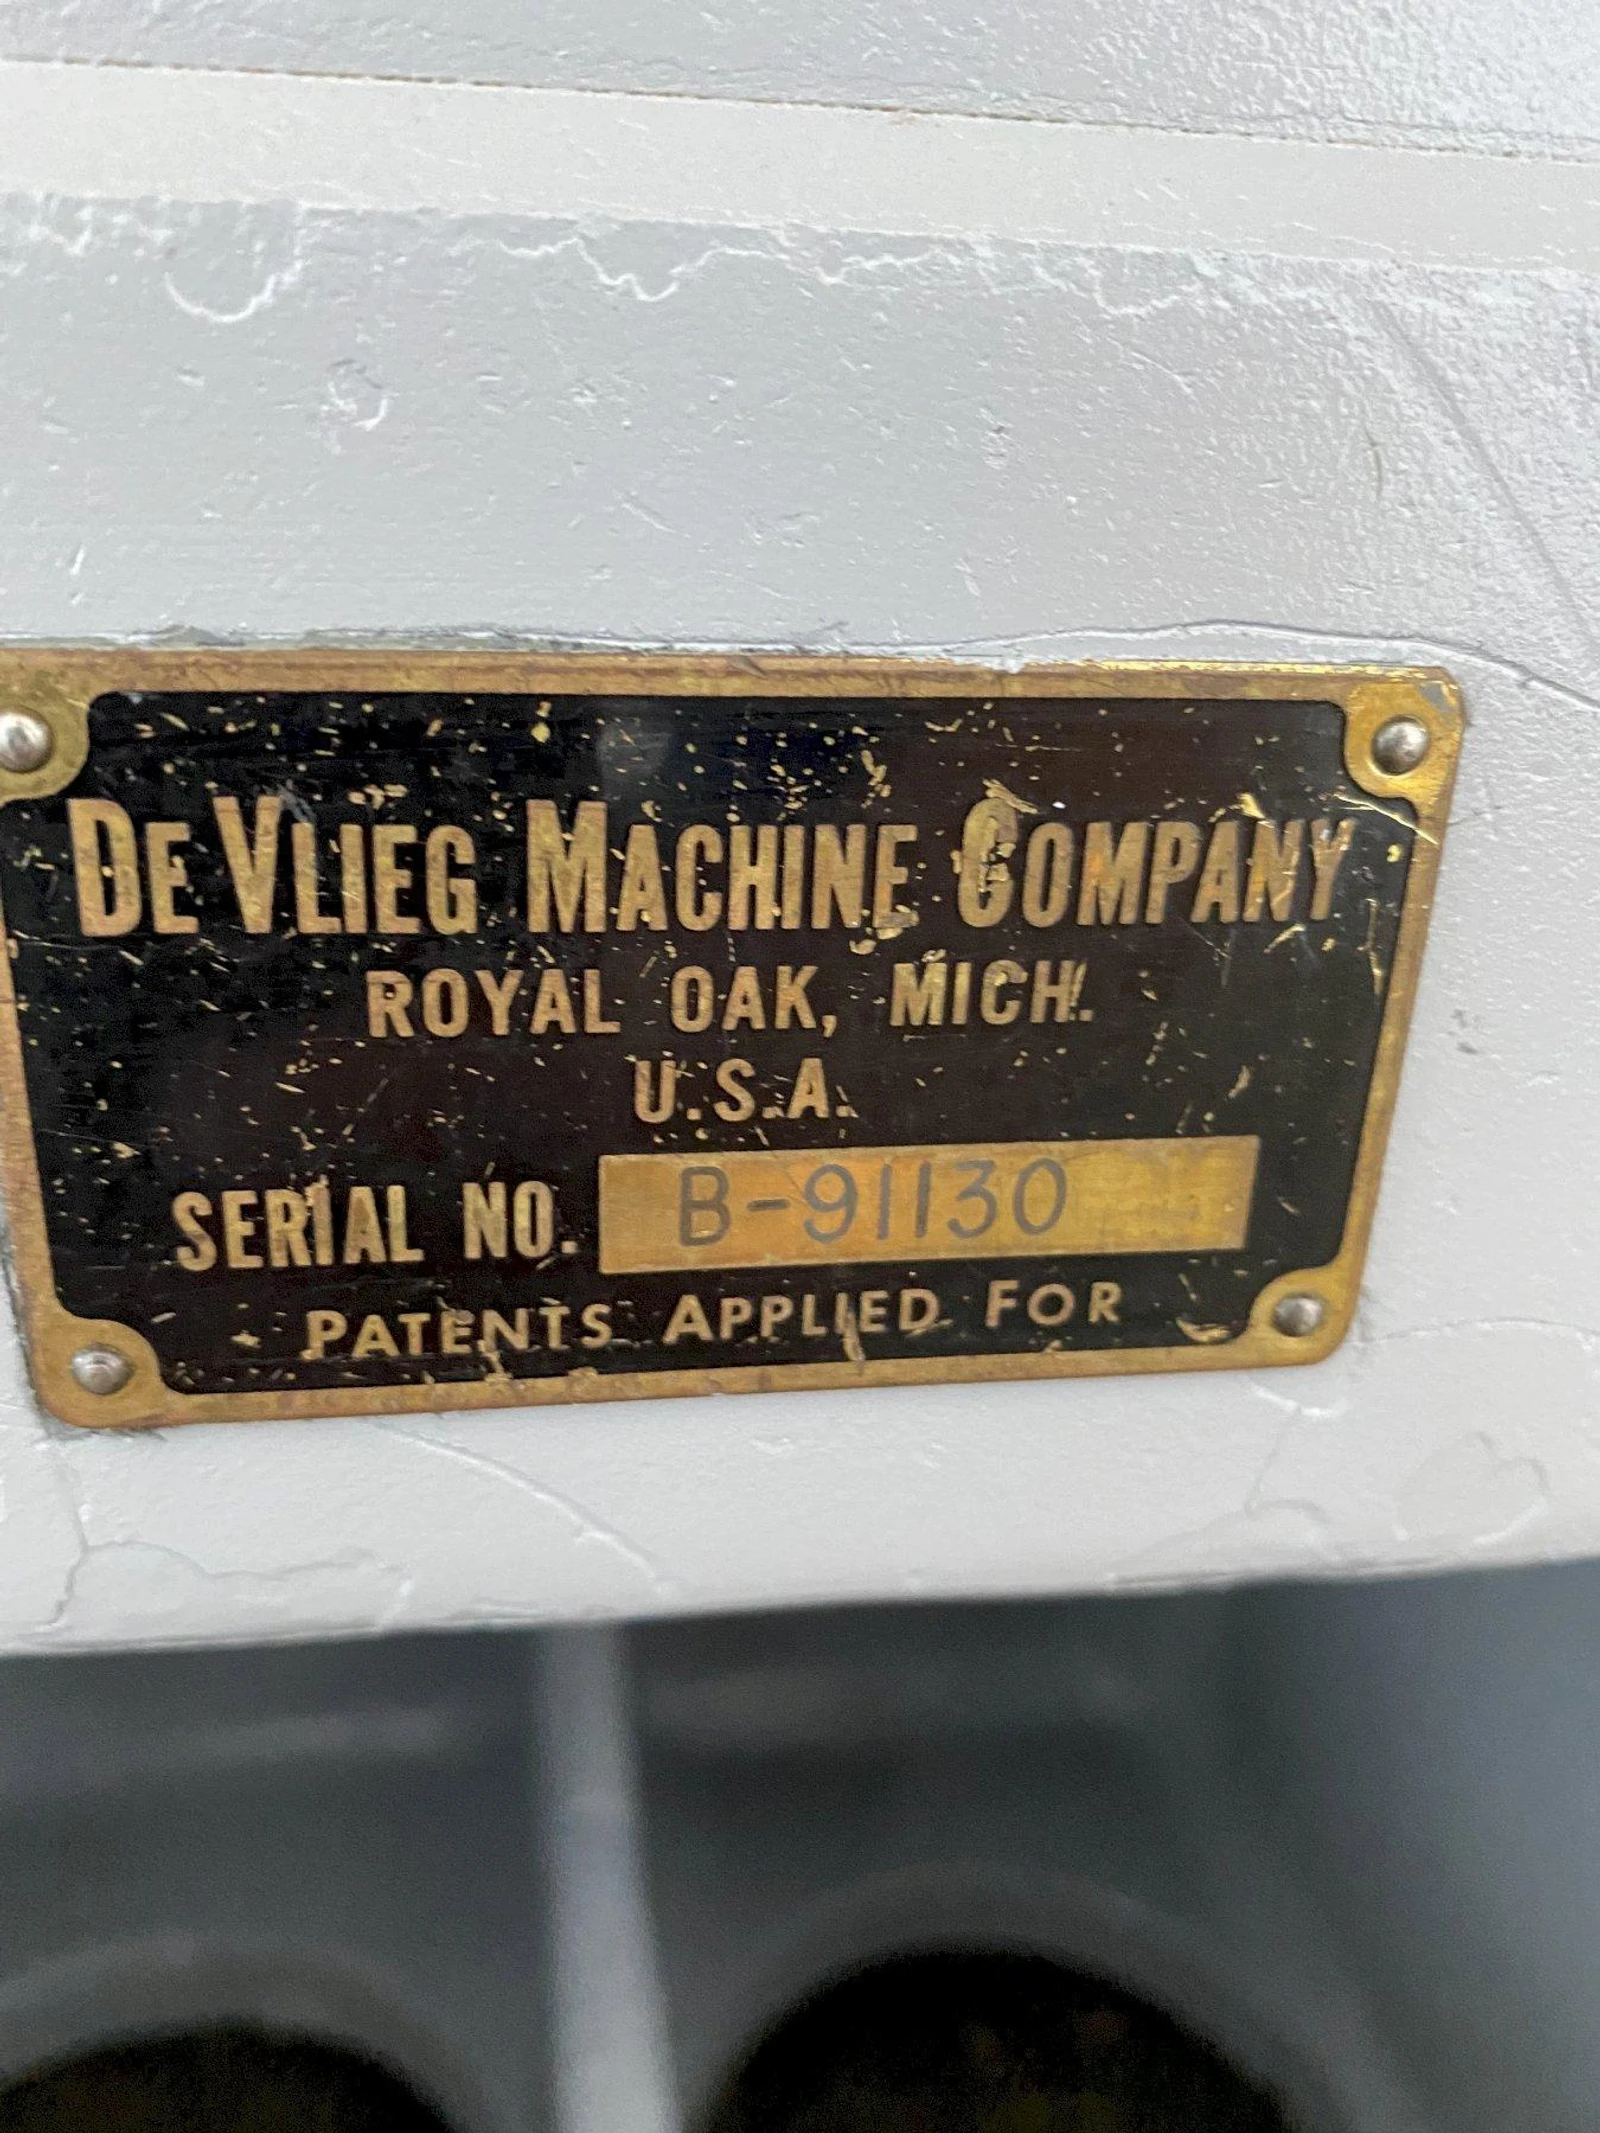 DEVLIEG MACHINE COMPANY
ROYAL OAK, MICH.
U.S.A.
SERIAL NO. B-91130
PATENTS APPLIED FOR